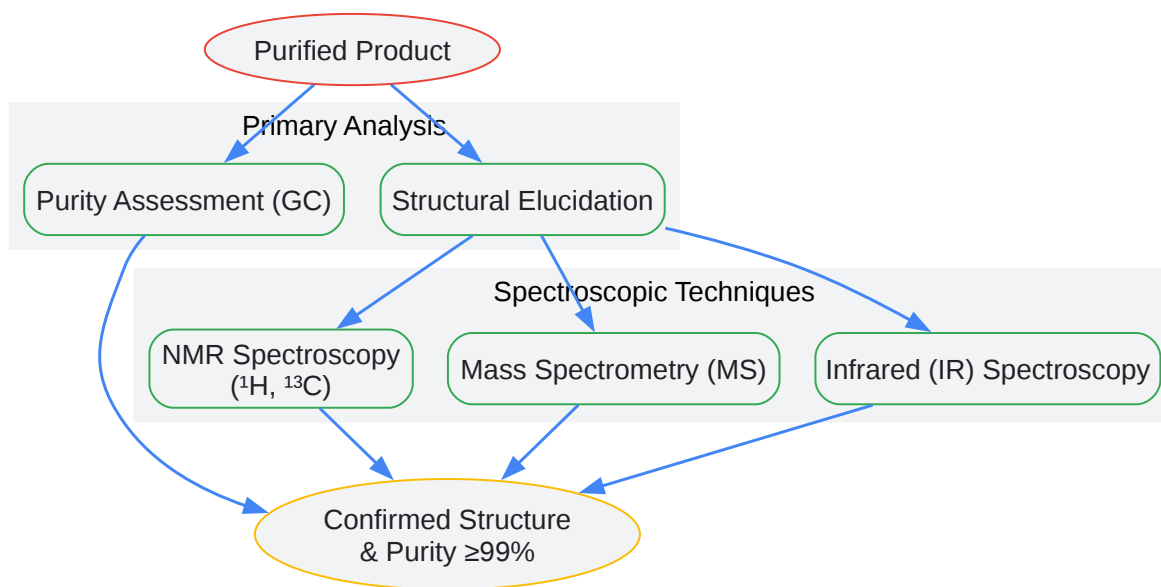 Purified Product
Primary Analysis
Purity Assessment (GC)
Structural Elucidation
Spectroscopic Techniques
NMR Spectroscopy
(¹H, ¹³C)
Mass Spectrometry (MS)
Infrared (IR) Spectroscopy
Confirmed Structure
& Purity ≥99%